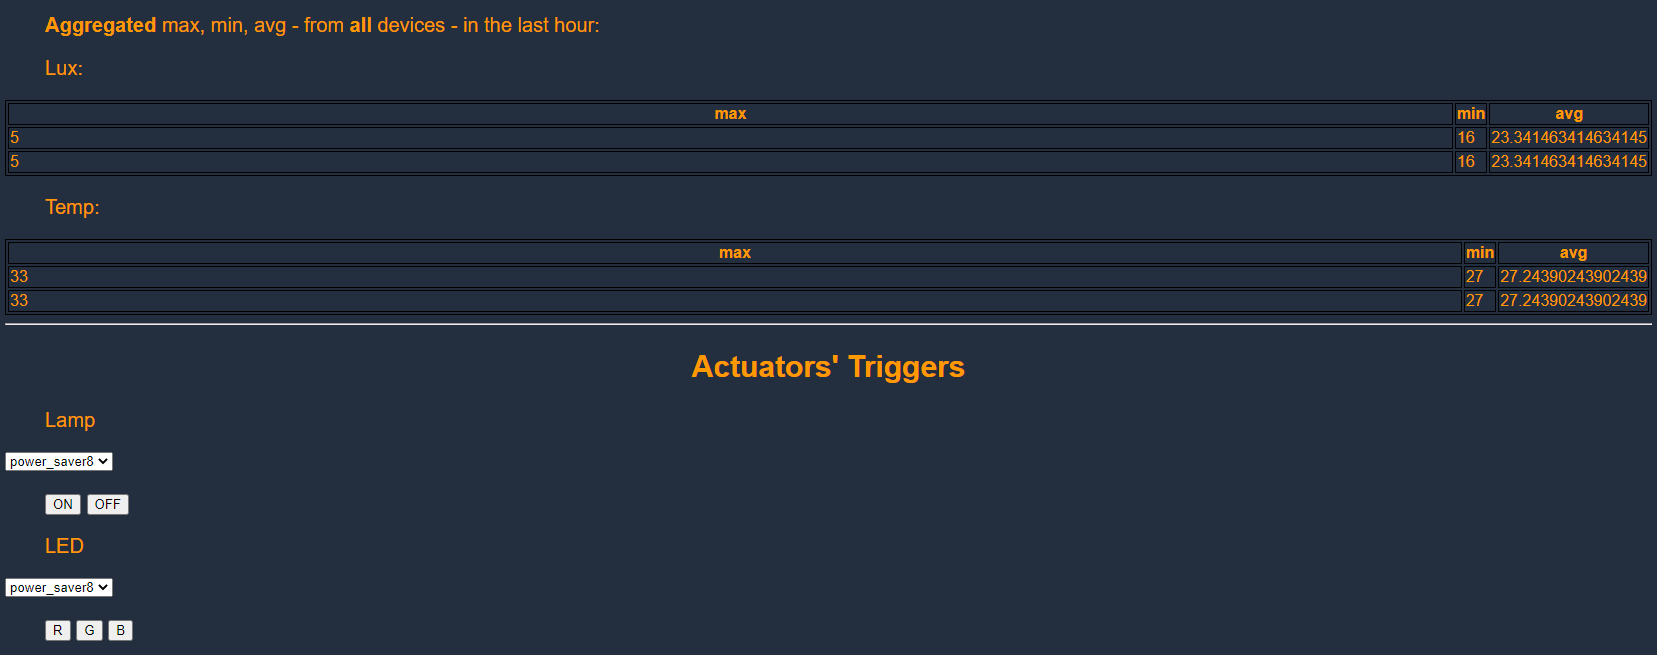 Aggregated max, min, avg - from all devices - in the last hour:
Lux:
max min avg
5 16 23.341463414634145
5 16 23.341463414634145
Temp:
max min avg
33 27 27.24390243902439
33 27 27.24390243902439
Actuators' Triggers
Lamp
power_saver8
ON OFF
LED
power_saver8
R G B